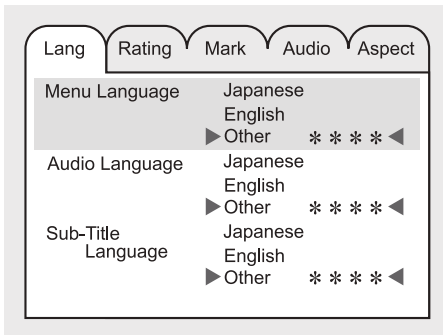 Lang Rating Mark Audio Aspect
Menu Language Japanese
English
▶Other ＊＊＊＊◀
Audio Language Japanese
English
▶Other ＊＊＊＊◀
Sub-Title Japanese
Language English
▶Other ＊＊＊＊◀